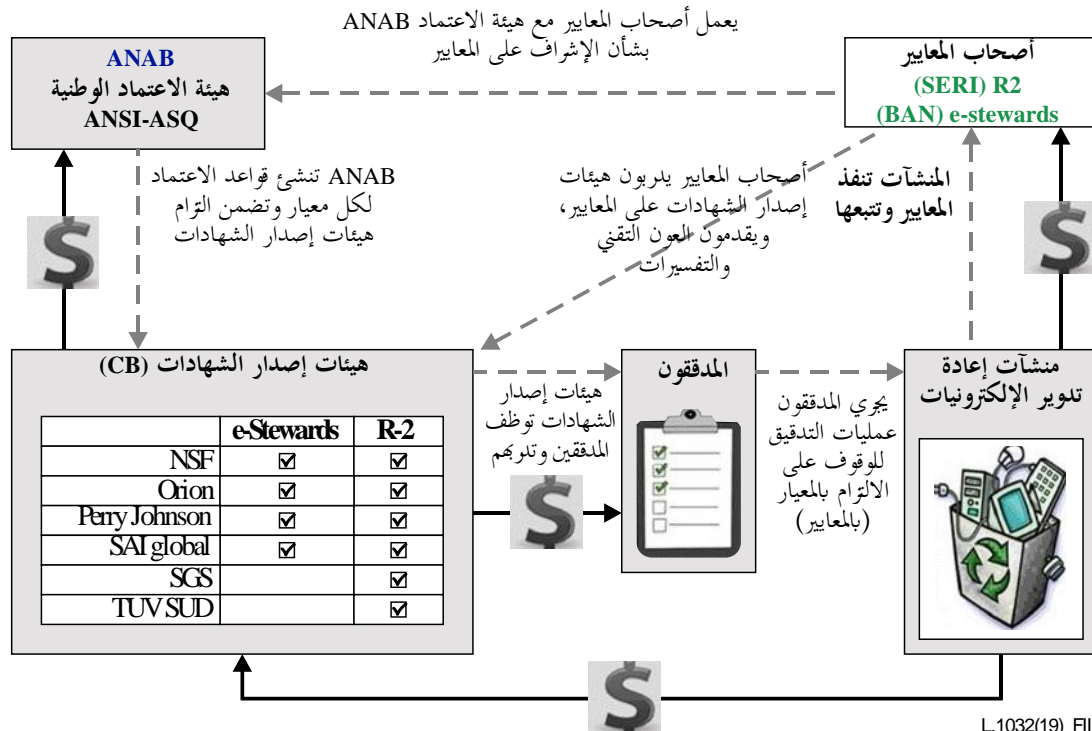 يعمل أصحاب المعايير مع هيئة الاعتماد ANAB
بشأن الإشراف على المعايير
ANAB
هيئة الاعتماد الوطنية
ANSI-ASQ
أصحاب المعايير
(SERI) R2
(BAN) e-stewards
ANAB تنشئ قواعد الاعتماد
لكل معيار وتضمن التزام
هيئات إصدار الشهادات
أصحاب المعايير يدربون هيئات
إصدار الشهادات على المعايير،
ويقدمون العون التقني
والتفسيرات
المنشآت تنفذ
المعايير وتتبعها
هيئات إصدار الشهادات (CB)
e-Stewards R-2
NSF ☑ ☑
Orion ☑ ☑
Perry Johnson ☑ ☑
SAI global ☑ ☑
SGS ☑
TUV SUD ☑
هيئات إصدار
الشهادات توظف
المدققين وتدربهم
المدققون
يجري المدققون
عمليات التدقيق
للوقوف على
الالتزام بالمعيار
(بالمعايير)
منشآت إعادة
تدوير الإلكترونيات
$
$
$
$
L.1032(19)